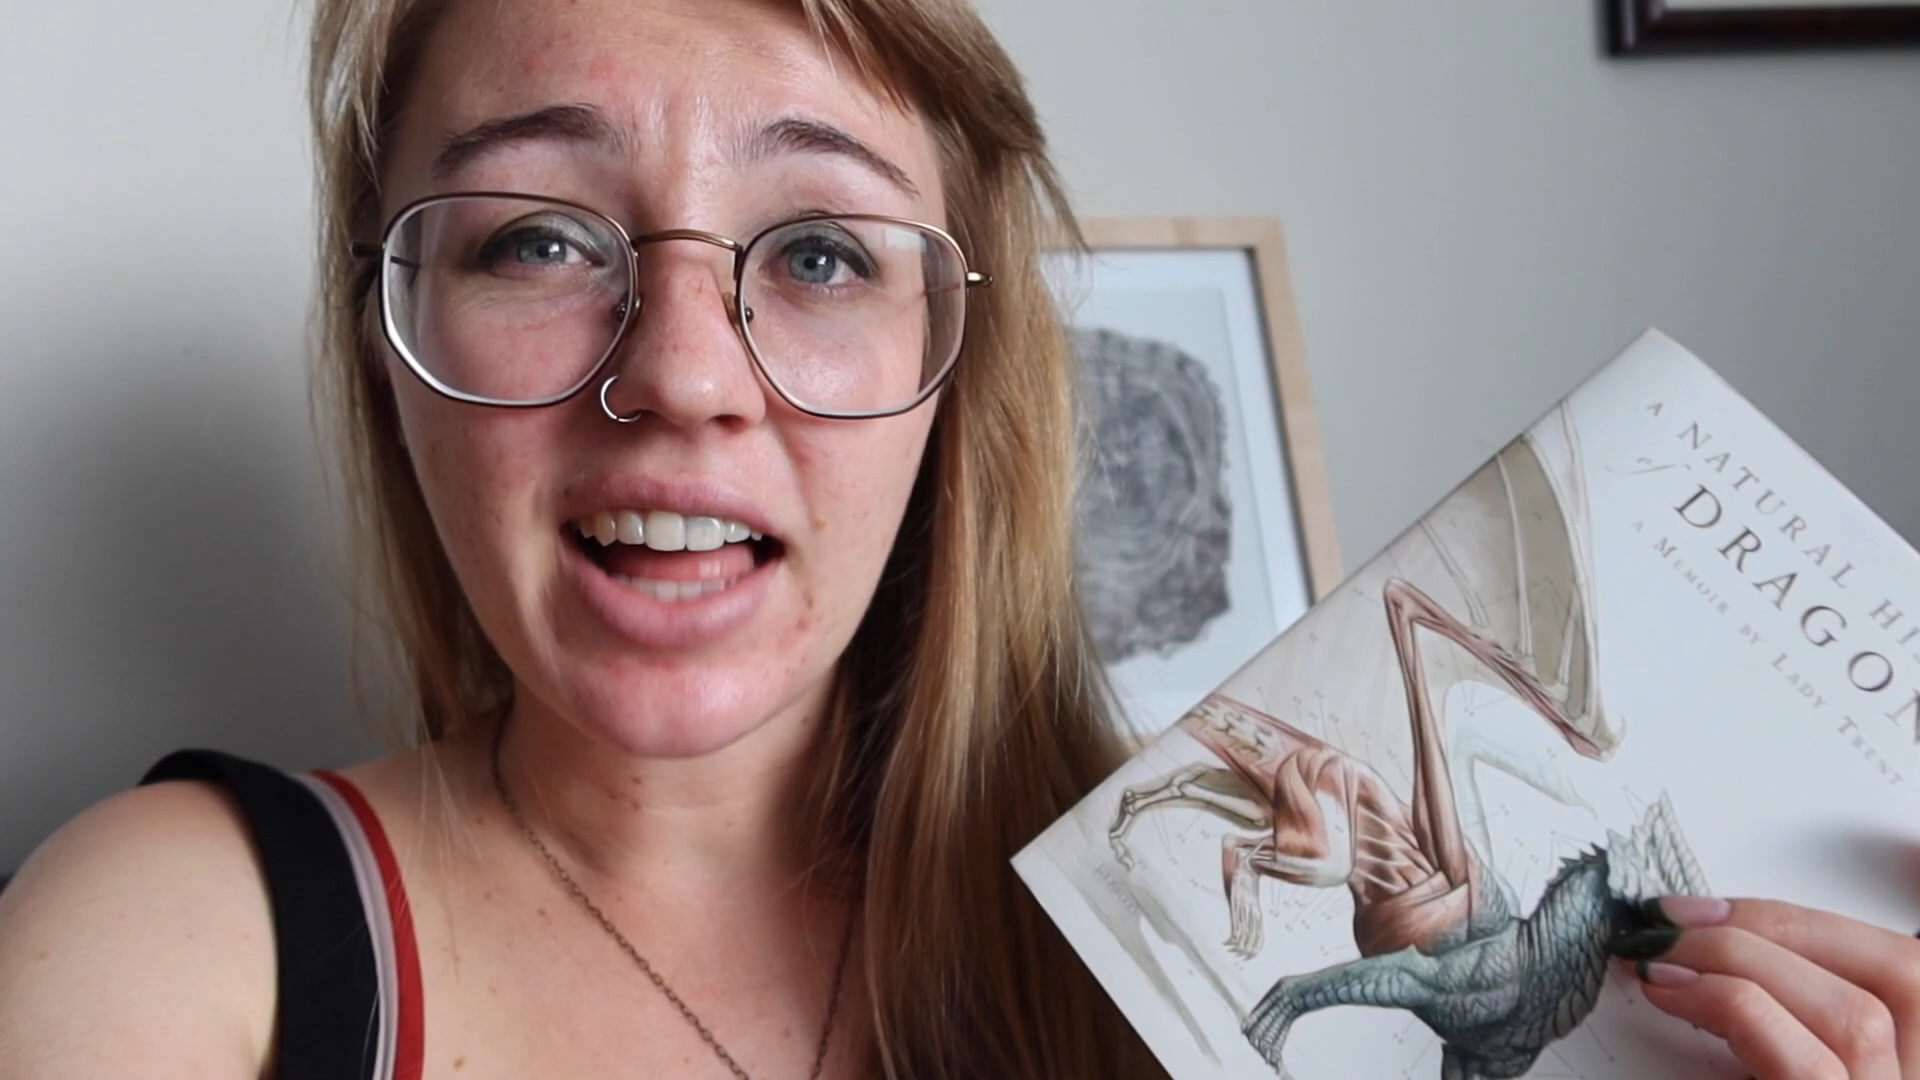 A NATURAL HIS
of
DRAGON
A MEMOIR BY LADY TRENT